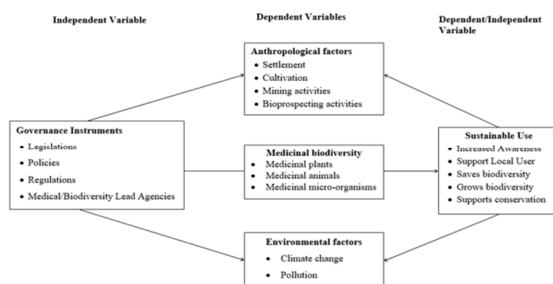 Independent Variable
Dependent Variables
Dependent/Independent
Variable
Anthropological factors
• Settlement
• Cultivation
• Mining activities
• Bioprospecting activities
Governance Instruments
• Legislations
• Policies
• Regulations
• Medical/Biodiversity Lead Agencies
Medicinal biodiversity
• Medicinal plants
• Medicinal animals
• Medicinal micro-organisms
Sustainable Use
• Increased Awareness
• Support Local User
• Saves biodiversity
• Grows biodiversity
• Supports conservation
Environmental factors
• Climate change
• Pollution